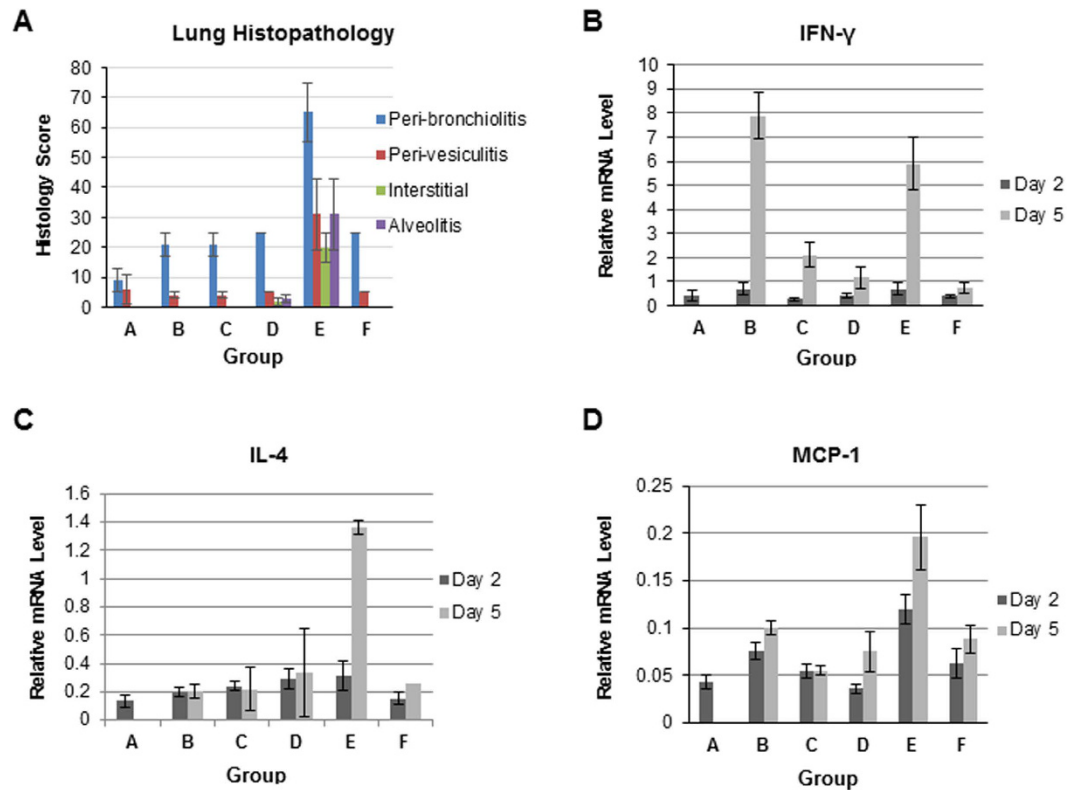 A
Lung Histopathology
Histology Score
80
70
60
50
40
30
20
10
0
A B C D E F
Group
Peri-bronchiolitis
Peri-vesiculitis
Interstitial
Alveolitis
B
IFN-γ
Relative mRNA Level
10
9
8
7
6
5
4
3
2
1
0
A B C D E F
Group
Day 2
Day 5
C
IL-4
Relative mRNA Level
1.6
1.4
1.2
1
0.8
0.6
0.4
0.2
0
A B C D E F
Group
Day 2
Day 5
D
MCP-1
Relative mRNA Level
0.25
0.2
0.15
0.1
0.05
0
A B C D E F
Group
Day 2
Day 5